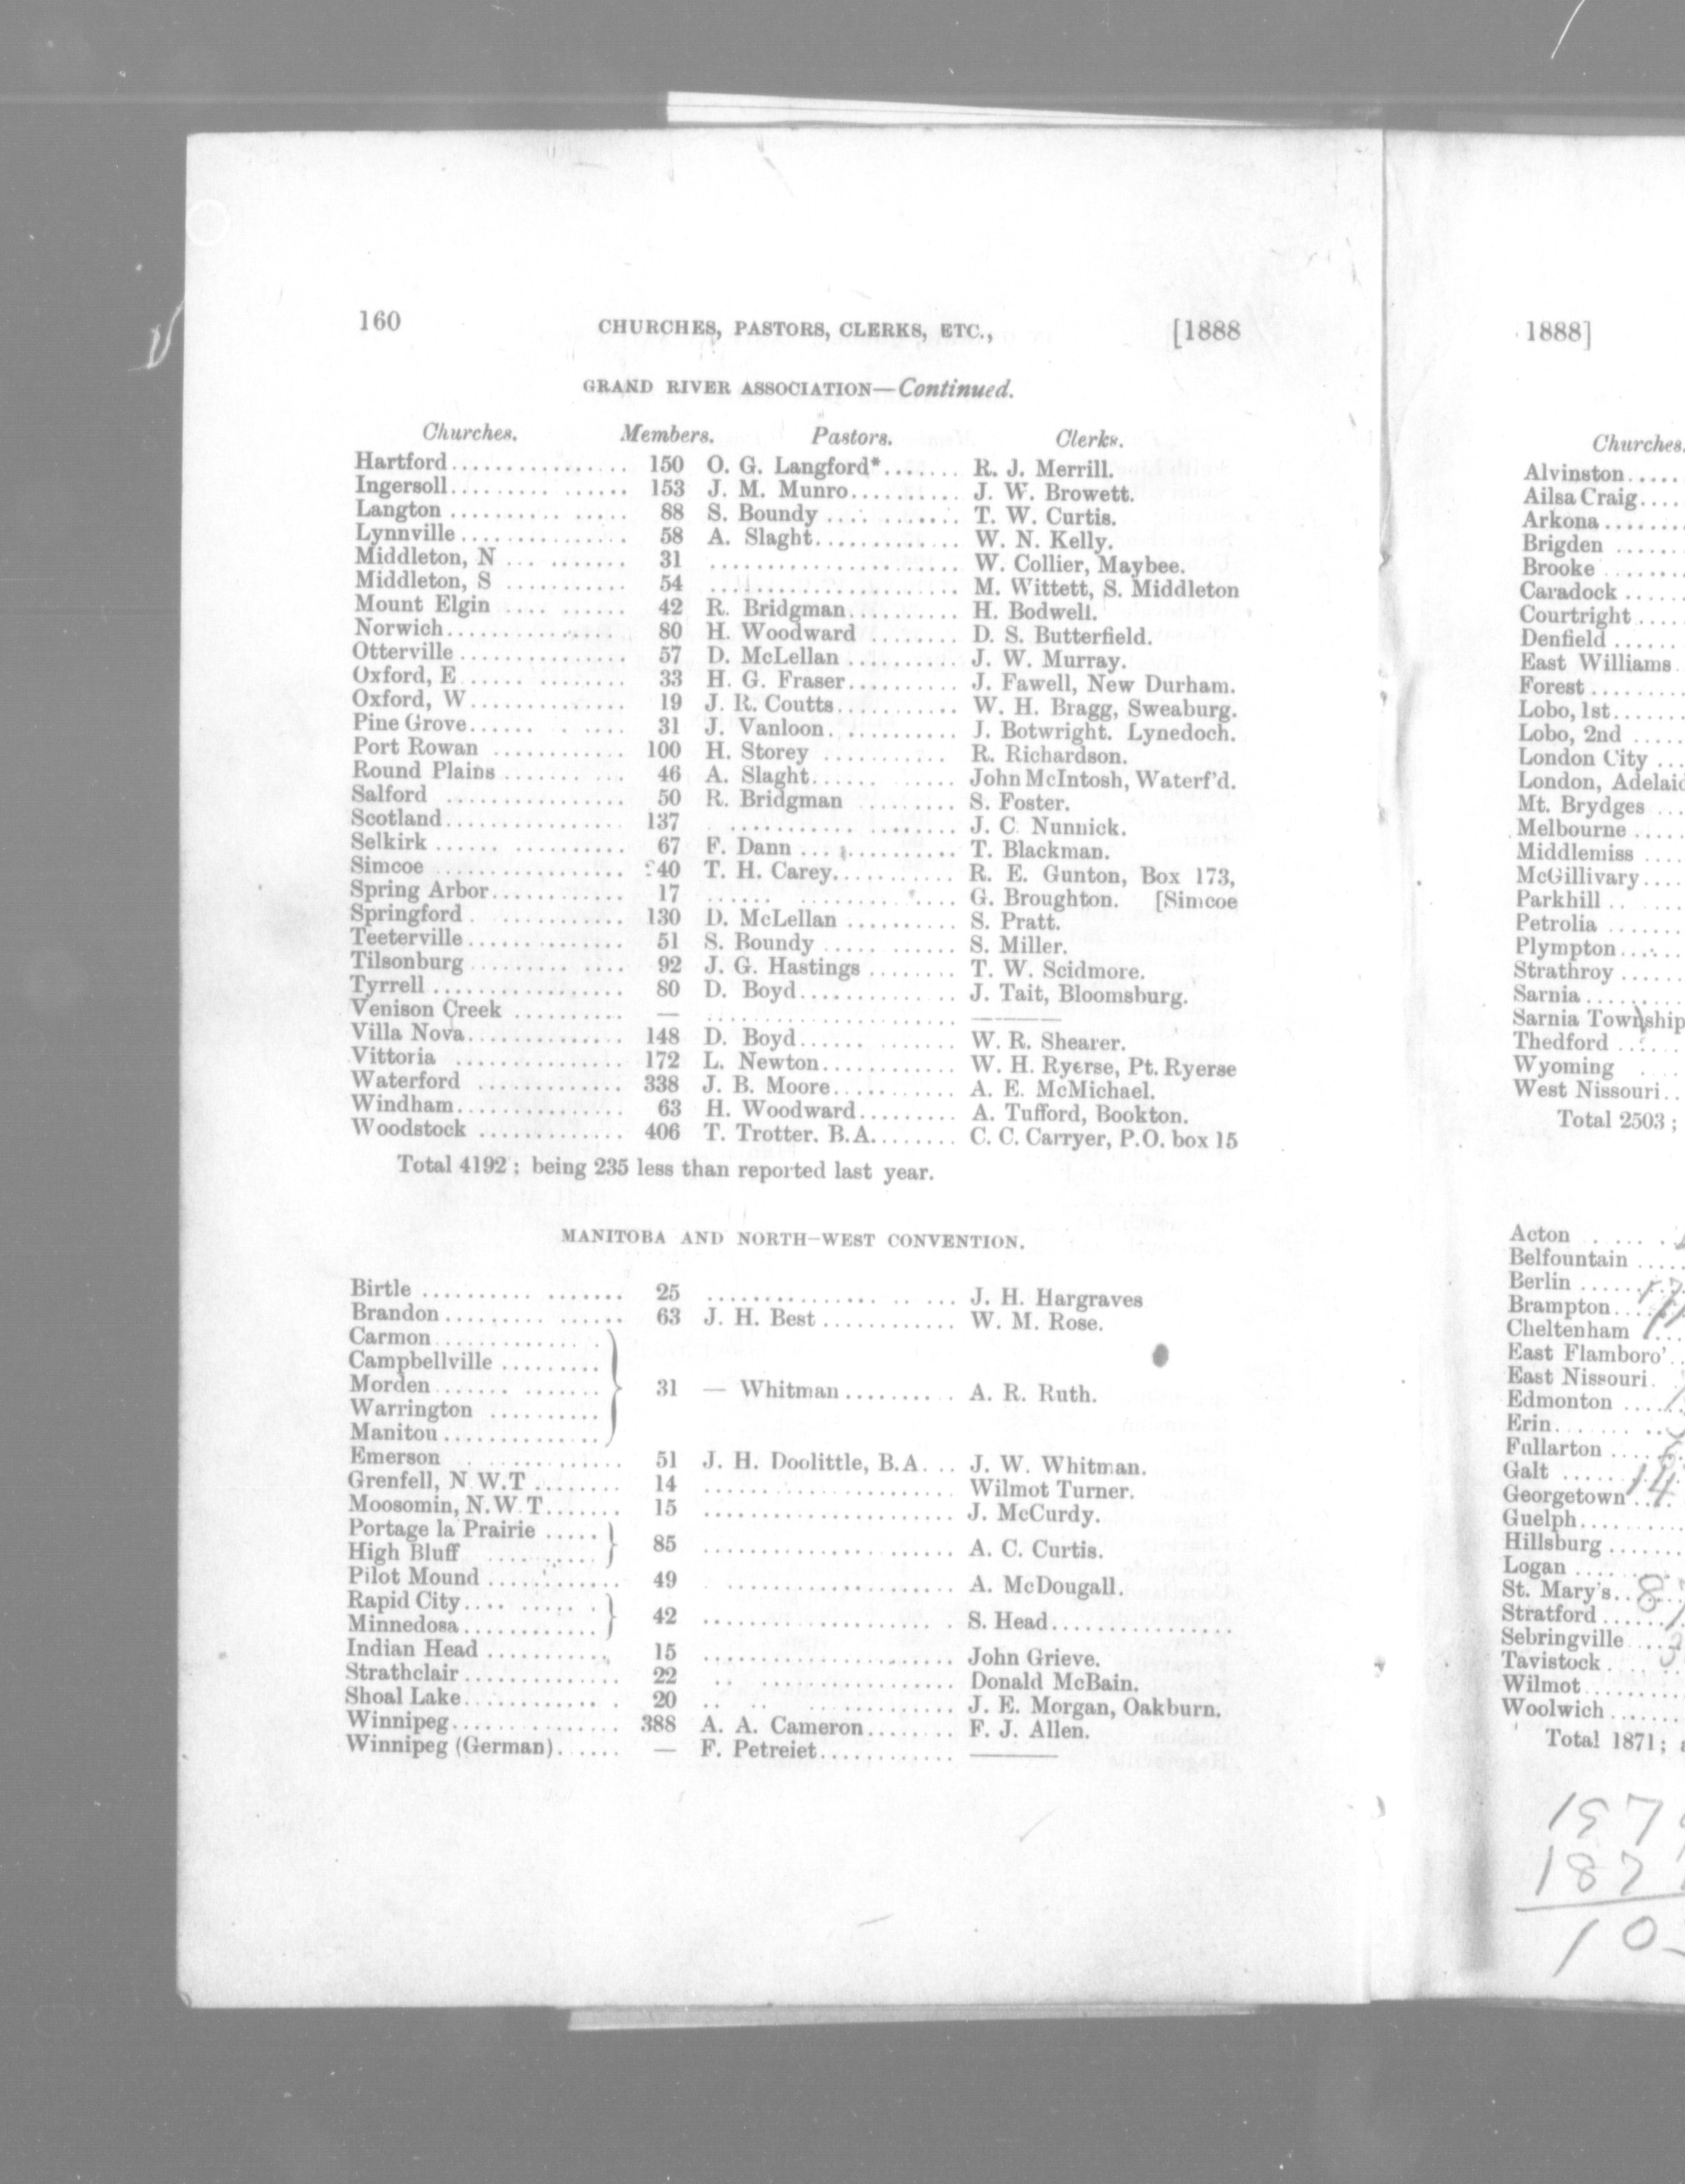 160 CHURCHES, PASTORS, CLERKS, ETC., [1888
GRAND RIVER ASSOCIATION—Continued.
Churches. Members. Pastors. Clerks.
Hartford 150 O. G. Langford* R. J. Merrill.
Ingersoll 153 J. M. Munro J. W. Browett.
Langton 88 S. Boundy T. W. Curtis.
Lynnville 58 A. Slaght W. N. Kelly.
Middleton, N 31 W. Collier, Maybee.
Middleton, S 54 M. Wittett, S. Middleton
Mount Elgin 42 R. Bridgman H. Bodwell.
Norwich 80 H. Woodward D. S. Butterfield.
Otterville 57 D. McLellan J. W. Murray.
Oxford, E 33 H. G. Fraser J. Fawell, New Durham.
Oxford, W 19 J. R. Coutts W. H. Bragg, Sweaburg.
Pine Grove 31 J. Vanloon J. Botwright. Lynedoch.
Port Rowan 100 H. Storey R. Richardson.
Round Plains 46 A. Slaght John McIntosh, Waterf'd.
Salford 50 R. Bridgman S. Foster.
Scotland 137 J. C. Nunnick.
Selkirk 67 F. Dann T. Blackman.
Simcoe 40 T. H. Carey R. E. Gunton, Box 173,
Spring Arbor 17 G. Broughton. [Simcoe
Springford 130 D. McLellan S. Pratt.
Teeterville 51 S. Boundy S. Miller.
Tilsonburg 92 J. G. Hastings T. W. Scidmore.
Tyrrell 80 D. Boyd J. Tait, Bloomsburg.
Venison Creek — ———
Villa Nova 148 D. Boyd W. R. Shearer.
Vittoria 172 L. Newton W. H. Ryerse, Pt. Ryerse
Waterford 338 J. B. Moore A. E. McMichael.
Windham 63 H. Woodward A. Tufford, Bookton.
Woodstock 406 T. Trotter. B.A. C. C. Carryer, P.O. box 15
Total 4192 ; being 235 less than reported last year.
MANITOBA AND NORTH-WEST CONVENTION.
Birtle 25 J. H. Hargraves
Brandon 63 J. H. Best W. M. Rose.
Carmon
Campbellville
Morden 31 — Whitman A. R. Ruth.
Warrington
Manitou
Emerson 51 J. H. Doolittle, B.A. J. W. Whitman.
Grenfell, N.W.T 14 Wilmot Turner.
Moosomin, N.W.T 15 J. McCurdy.
Portage la Prairie
High Bluff 85 A. C. Curtis.
Pilot Mound 49 A. McDougall.
Rapid City
Minnedosa 42 S. Head
Indian Head 15 John Grieve.
Strathclair 22 Donald McBain.
Shoal Lake 20 J. E. Morgan, Oakburn.
Winnipeg 388 A. A. Cameron F. J. Allen.
Winnipeg (German) — F. Petreiet ———
1888]
Churches.
Alvinston
Ailsa Craig
Arkona
Brigden
Brooke
Caradock
Courtright
Denfield
East Williams
Forest
Lobo, 1st
Lobo, 2nd
London City
London, Adelaid
Mt. Brydges
Melbourne
Middlemiss
McGillivary
Parkhill
Petrolia
Plympton
Strathroy
Sarnia
Sarnia Township
Thedford
Wyoming
West Nissouri
Total 2503 ;
Acton
Belfountain
Berlin
Brampton
Cheltenham
East Flamboro'
East Nissouri
Edmonton
Erin
Fullarton
Galt
Georgetown 14
Guelph
Hillsburg
Logan
St. Mary's
Stratford
Sebringville
Tavistock
Wilmot
Woolwich
Total 1871 ;
197
187
10